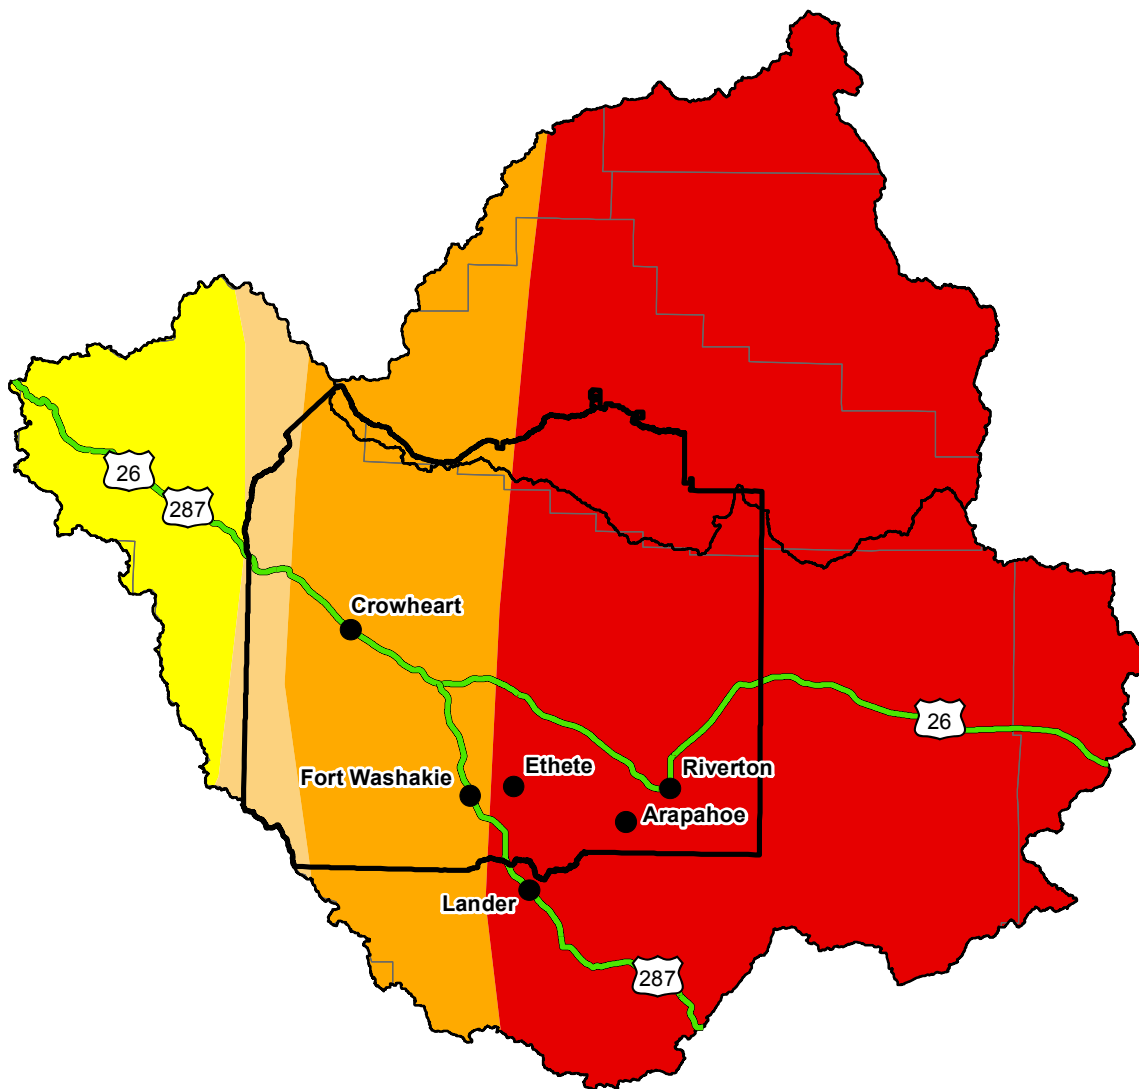 26
287
Crowheart
Fort Washakie
Ethete
Riverton
Arapahoe
26
Lander
287